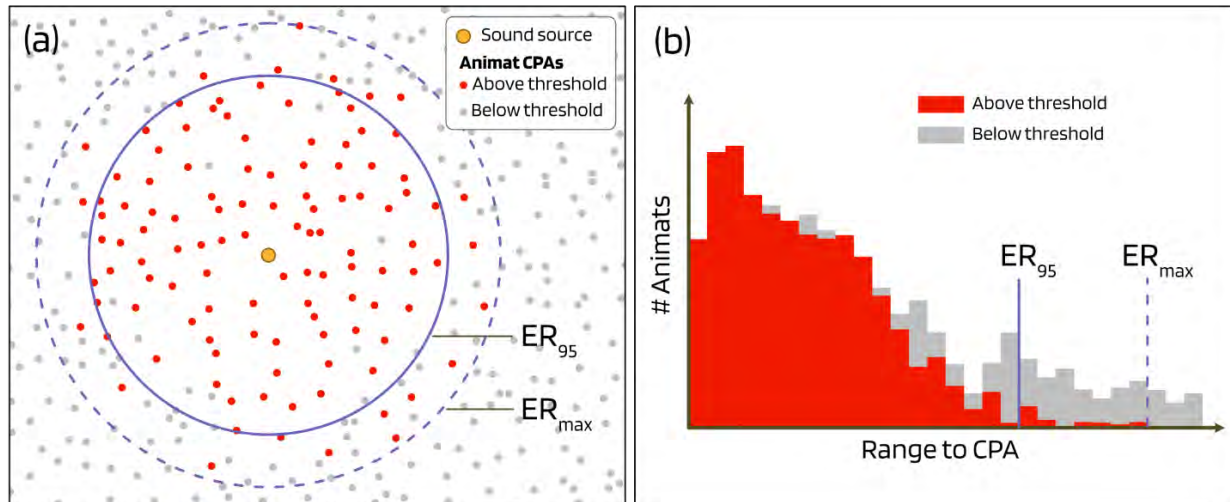 (a)
Sound source
Animat CPAs
Above threshold
Below threshold
ER95
ERmax
(b)
Above threshold
Below threshold
# Animats
ER95
ERmax
Range to CPA